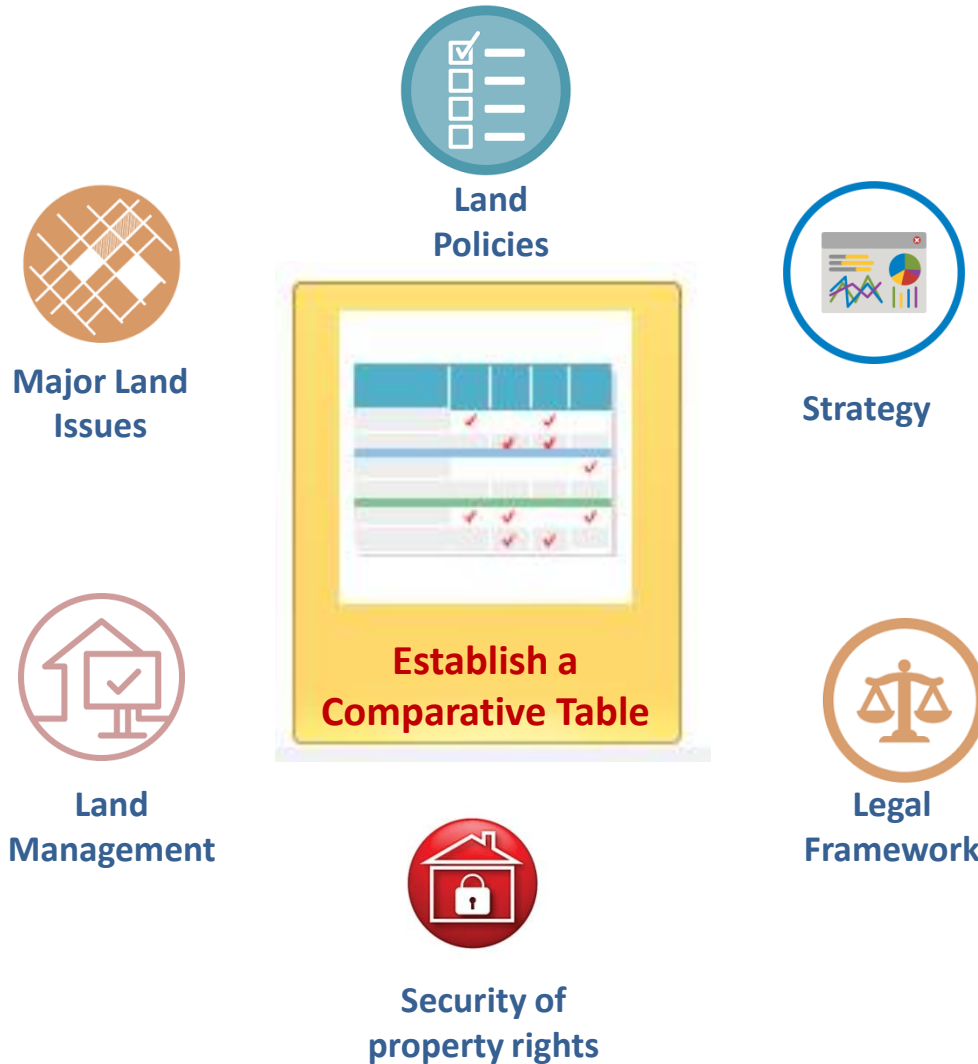 Land
Policies
Major Land
Issues
Strategy
Establish a
Comparative Table
Land
Management
Legal
Framework
Security of
property rights